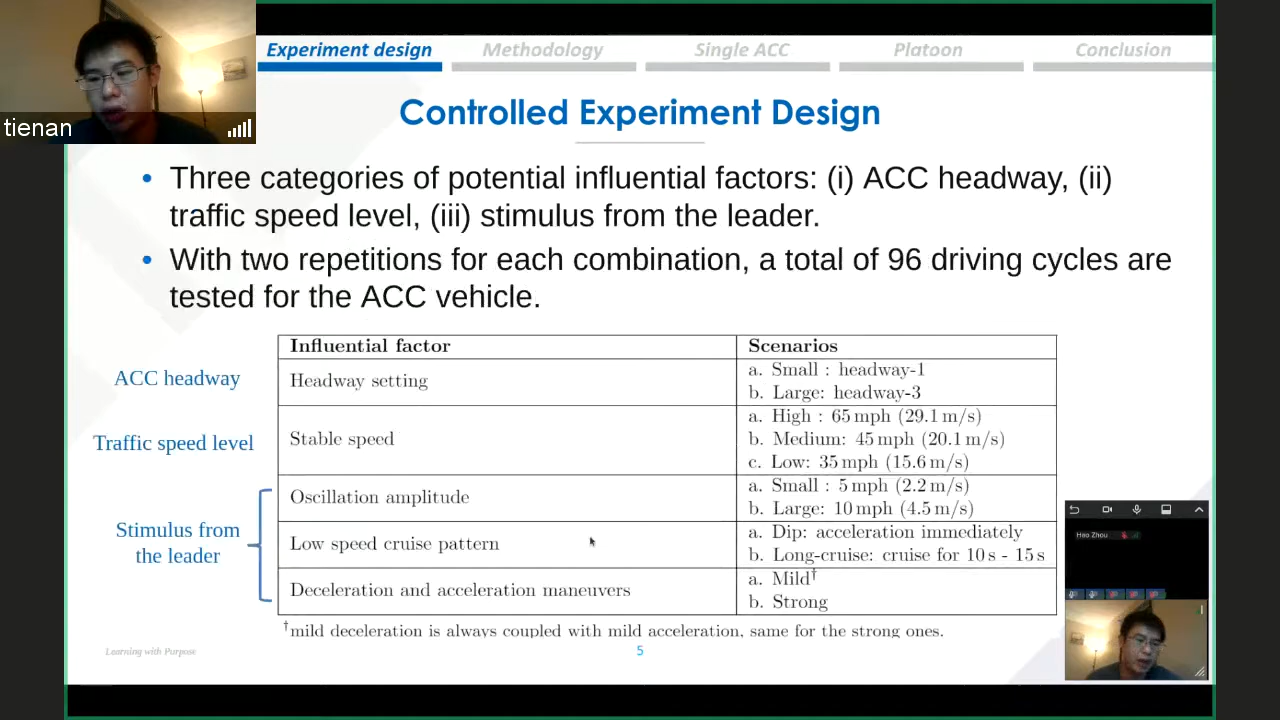 Experiment design
Methodology
Single ACC
Platoon
Conclusion
tienan
Controlled Experiment Design
• Three categories of potential influential factors: (i) ACC headway, (ii)
traffic speed level, (iii) stimulus from the leader.
• With two repetitions for each combination, a total of 96 driving cycles are
tested for the ACC vehicle.
Influential factor
Scenarios
ACC headway
Headway setting
a. Small : headway-1
b. Large: headway-3
Traffic speed level
Stable speed
a. High : 65 mph (29.1 m/s)
b. Medium: 45 mph (20.1 m/s)
c. Low: 35 mph (15.6 m/s)
Stimulus from
the leader
Oscillation amplitude
a. Small : 5 mph (2.2 m/s)
b. Large: 10 mph (4.5 m/s)
Low speed cruise pattern
a. Dip: acceleration immediately
b. Long-cruise: cruise for 10 s - 15 s
Deceleration and acceleration maneuvers
a. Mild†
b. Strong
†mild deceleration is always coupled with mild acceleration, same for the strong ones.
Learning with Purpose
5
Hao Zhou